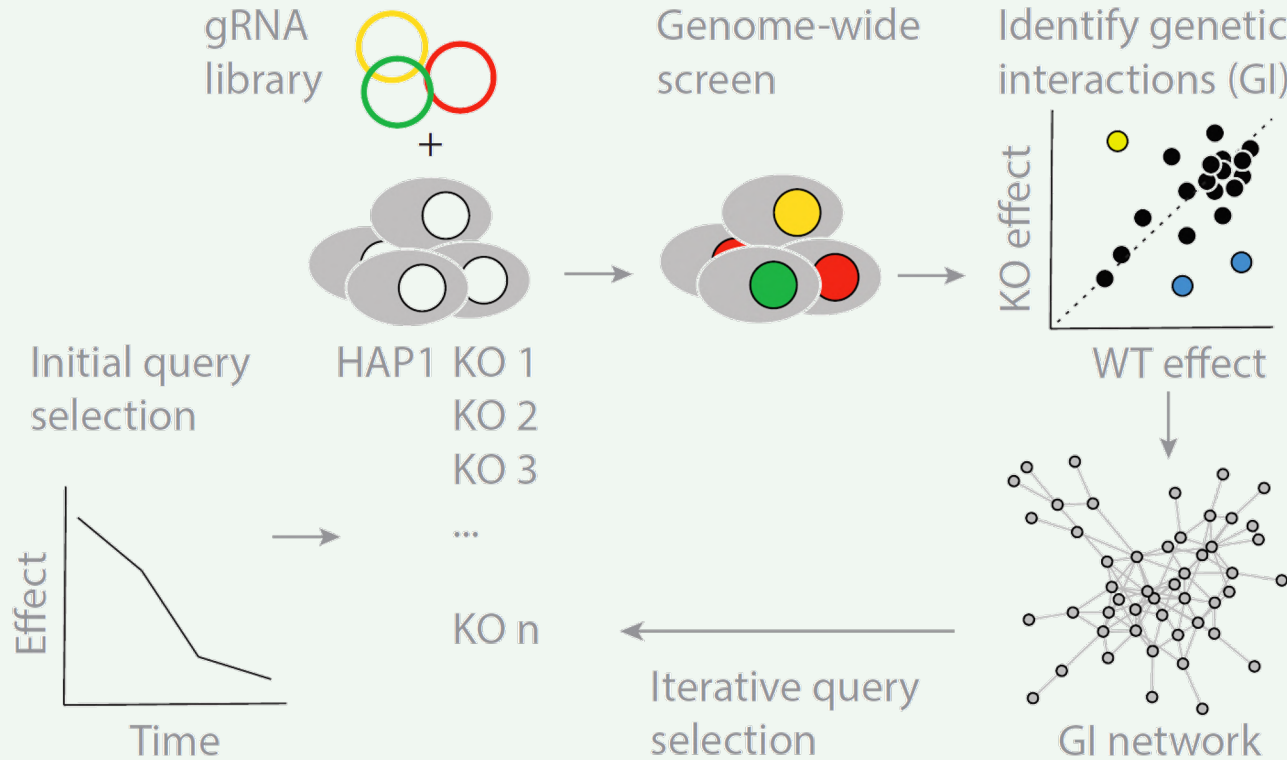 gRNA
library
+
Genome-wide
screen
Identify genetic
interactions (GI)
KO effect
WT effect
Initial query
selection
HAP1 KO 1
KO 2
KO 3
...
KO n
Effect
Time
Iterative query
selection
GI network